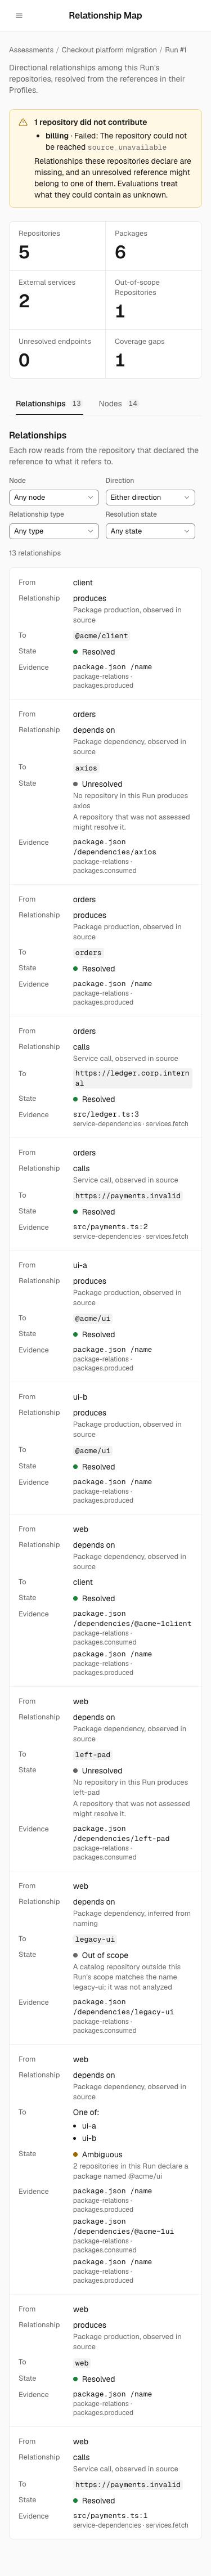 Relationship Map
Assessments / Checkout platform migration / Run #1
Directional relationships among this Run's
repositories, resolved from the references in their
Profiles.
1 repository did not contribute
• billing · Failed: The repository could not
be reached source_unavailable
Relationships these repositories declare are
missing, and an unresolved reference might
belong to one of them. Evaluations treat
what they could contain as unknown.
Repositories
5
Packages
6
External services
2
Out-of-scope
Repositories
1
Unresolved endpoints
0
Coverage gaps
1
Relationships 13
Nodes 14
Relationships
Each row reads from the repository that declared the
reference to what it refers to.
Node
Any node
Direction
Either direction
Relationship type
Any type
Resolution state
Any state
13 relationships
From client
Relationship produces
Package production, observed in
source
To @acme/client
State Resolved
Evidence package.json /name
package-relations ·
packages.produced
From orders
Relationship depends on
Package dependency, observed in
source
To axios
State Unresolved
No repository in this Run produces
axios
A repository that was not assessed
might resolve it.
Evidence package.json
/dependencies/axios
package-relations ·
packages.consumed
From orders
Relationship produces
Package production, observed in
source
To orders
State Resolved
Evidence package.json /name
package-relations ·
packages.produced
From orders
Relationship calls
Service call, observed in source
To https://ledger.corp.intern
al
State Resolved
Evidence src/ledger.ts:3
service-dependencies · services.fetch
From orders
Relationship calls
Service call, observed in source
To https://payments.invalid
State Resolved
Evidence src/payments.ts:2
service-dependencies · services.fetch
From ui-a
Relationship produces
Package production, observed in
source
To @acme/ui
State Resolved
Evidence package.json /name
package-relations ·
packages.produced
From ui-b
Relationship produces
Package production, observed in
source
To @acme/ui
State Resolved
Evidence package.json /name
package-relations ·
packages.produced
From web
Relationship depends on
Package dependency, observed in
source
To client
State Resolved
Evidence package.json
/dependencies/@acme~1client
package-relations ·
packages.consumed
package.json /name
package-relations ·
packages.produced
From web
Relationship depends on
Package dependency, observed in
source
To left-pad
State Unresolved
No repository in this Run produces
left-pad
A repository that was not assessed
might resolve it.
Evidence package.json
/dependencies/left-pad
package-relations ·
packages.consumed
From web
Relationship depends on
Package dependency, inferred from
naming
To legacy-ui
State Out of scope
A catalog repository outside this
Run's scope matches the name
legacy-ui; it was not analyzed
Evidence package.json
/dependencies/legacy-ui
package-relations ·
packages.consumed
From web
Relationship depends on
Package dependency, observed in
source
To One of:
• ui-a
• ui-b
State Ambiguous
2 repositories in this Run declare a
package named @acme/ui
Evidence package.json /name
package-relations ·
packages.produced
package.json
/dependencies/@acme~1ui
package-relations ·
packages.consumed
package.json /name
package-relations ·
packages.produced
From web
Relationship produces
Package production, observed in
source
To web
State Resolved
Evidence package.json /name
package-relations ·
packages.produced
From web
Relationship calls
Service call, observed in source
To https://payments.invalid
State Resolved
Evidence src/payments.ts:1
service-dependencies · services.fetch